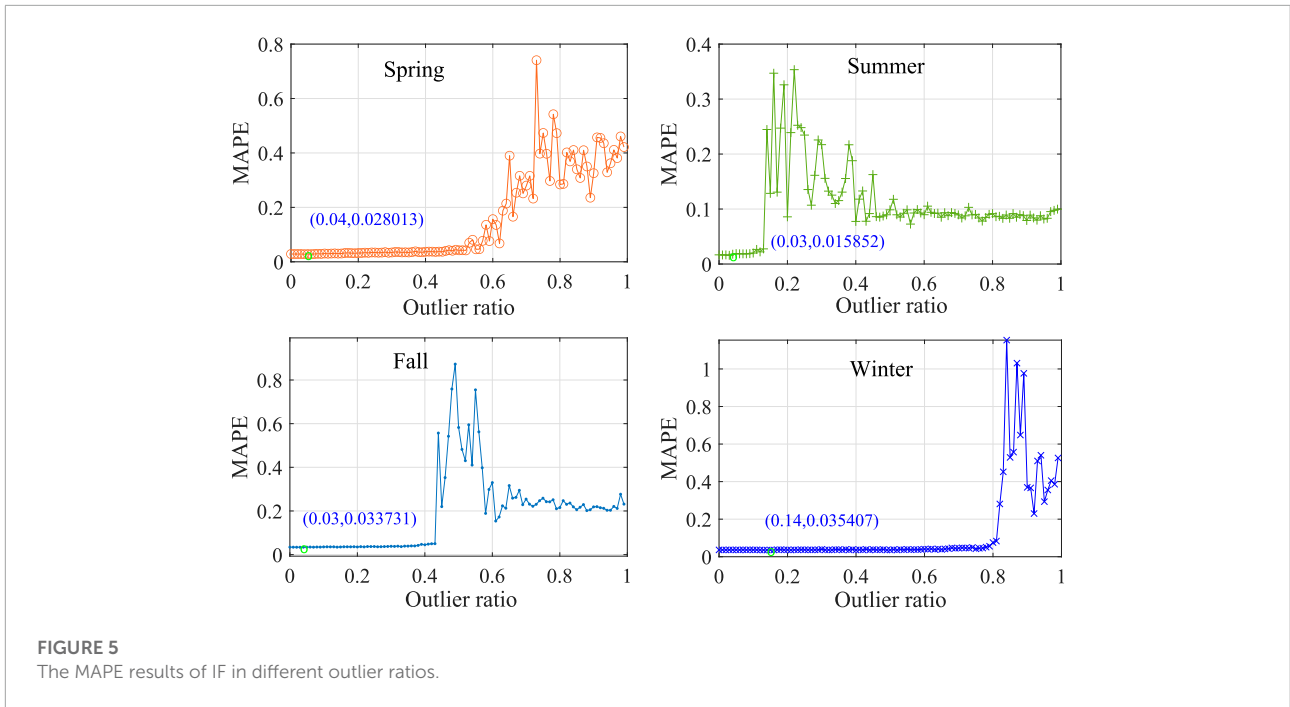 Spring
0.8
0.6
0.4
0.2
0
MAPE
(0.04,0.028013)
0 0.2 0.4 0.6 0.8 1
Outlier ratio
Summer
0.4
0.3
0.2
0.1
0
MAPE
(0.03,0.015852)
0 0.2 0.4 0.6 0.8 1
Outlier ratio
Fall
0.8
0.6
0.4
0.2
0
MAPE
(0.03,0.033731)
0 0.2 0.4 0.6 0.8 1
Outlier ratio
Winter
1
0.8
0.6
0.4
0.2
0
MAPE
(0.14,0.035407)
0 0.2 0.4 0.6 0.8 1
Outlier ratio
FIGURE 5
The MAPE results of IF in different outlier ratios.